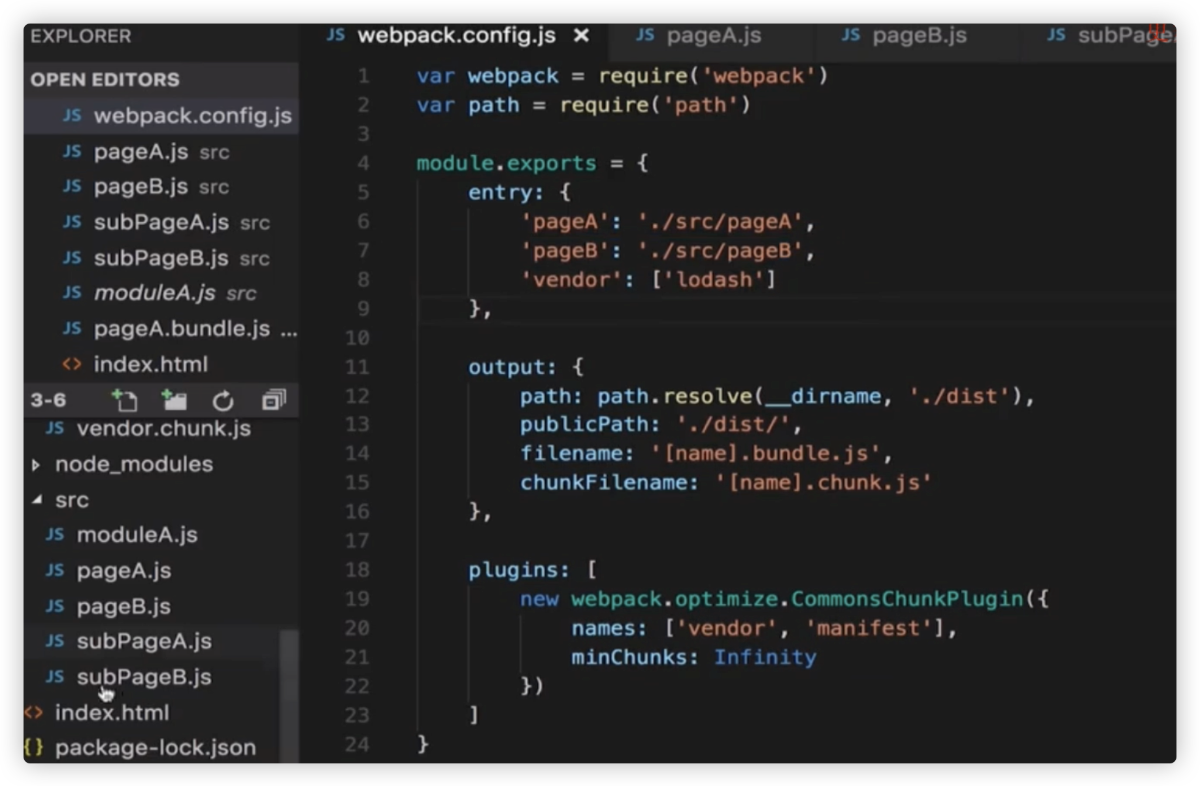 EXPLORER
OPEN EDITORS
JS webpack.config.js
JS pageA.js src
JS pageB.js src
JS subPageA.js src
JS subPageB.js src
JS moduleA.js src
JS pageA.bundle.js ...
<> index.html
3-6
JS vendor.chunk.js
node_modules
src
JS moduleA.js
JS pageA.js
JS pageB.js
JS subPageA.js
JS subPageB.js
<> index.html
{} package-lock.json
JS webpack.config.js × JS pageA.js JS pageB.js JS subPage
1 var webpack = require('webpack')
2 var path = require('path')
3
4 module.exports = {
5 entry: {
6 'pageA': './src/pageA',
7 'pageB': './src/pageB',
8 'vendor': ['lodash']
9 },
10
11 output: {
12 path: path.resolve(__dirname, './dist'),
13 publicPath: './dist/',
14 filename: '[name].bundle.js',
15 chunkFilename: '[name].chunk.js'
16 },
17
18 plugins: [
19 new webpack.optimize.CommonsChunkPlugin({
20 names: ['vendor', 'manifest'],
21 minChunks: Infinity
22 })
23 ]
24 }